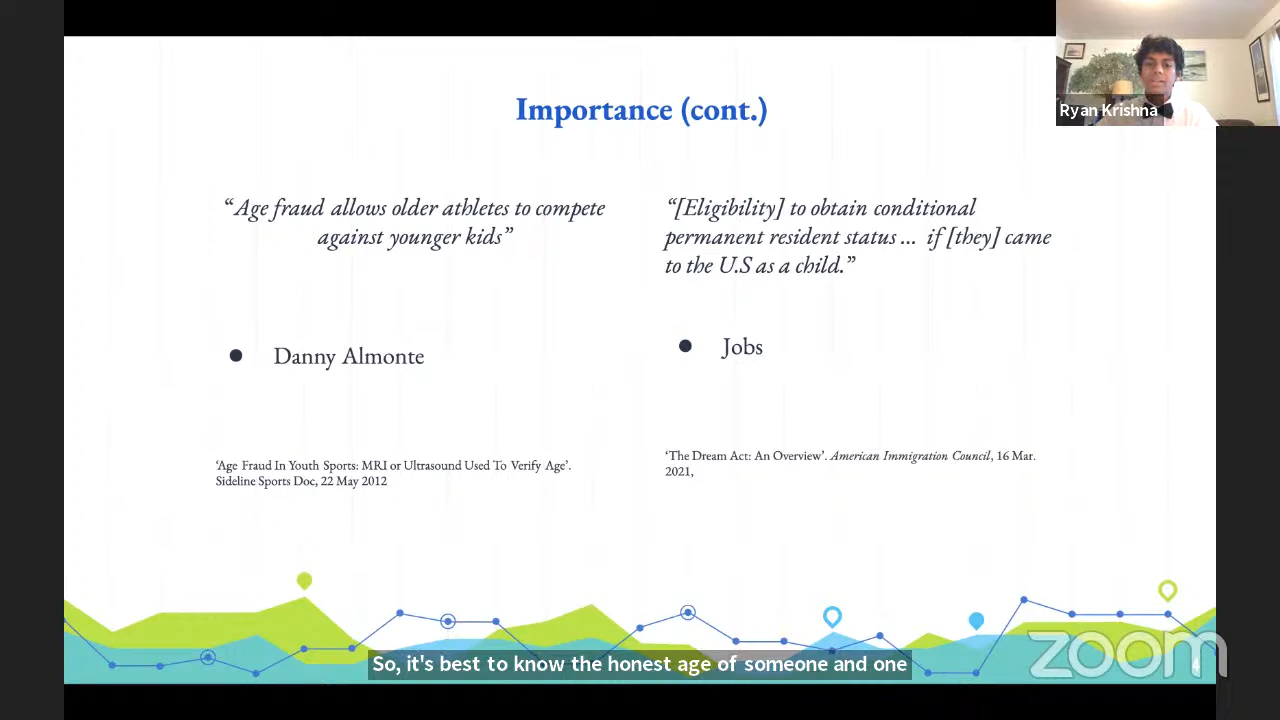 Importance (cont.)
Ryan Krishna
“Age fraud allows older athletes to compete
against younger kids”
“[Eligibility] to obtain conditional
permanent resident status ... if [they] came
to the U.S as a child.”
● Danny Almonte
● Jobs
‘Age Fraud In Youth Sports: MRI or Ultrasound Used To Verify Age’.
Sideline Sports Doc, 22 May 2012
‘The Dream Act: An Overview’. American Immigration Council, 16 Mar.
2021,
So, it's best to know the honest age of someone and one
zoom
4